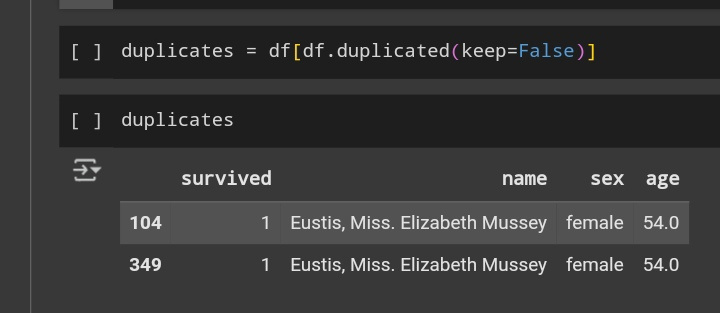 [ ] duplicates = df[df.duplicated(keep=False)]
[ ] duplicates
survived name sex age
104 1 Eustis, Miss. Elizabeth Mussey female 54.0
349 1 Eustis, Miss. Elizabeth Mussey female 54.0